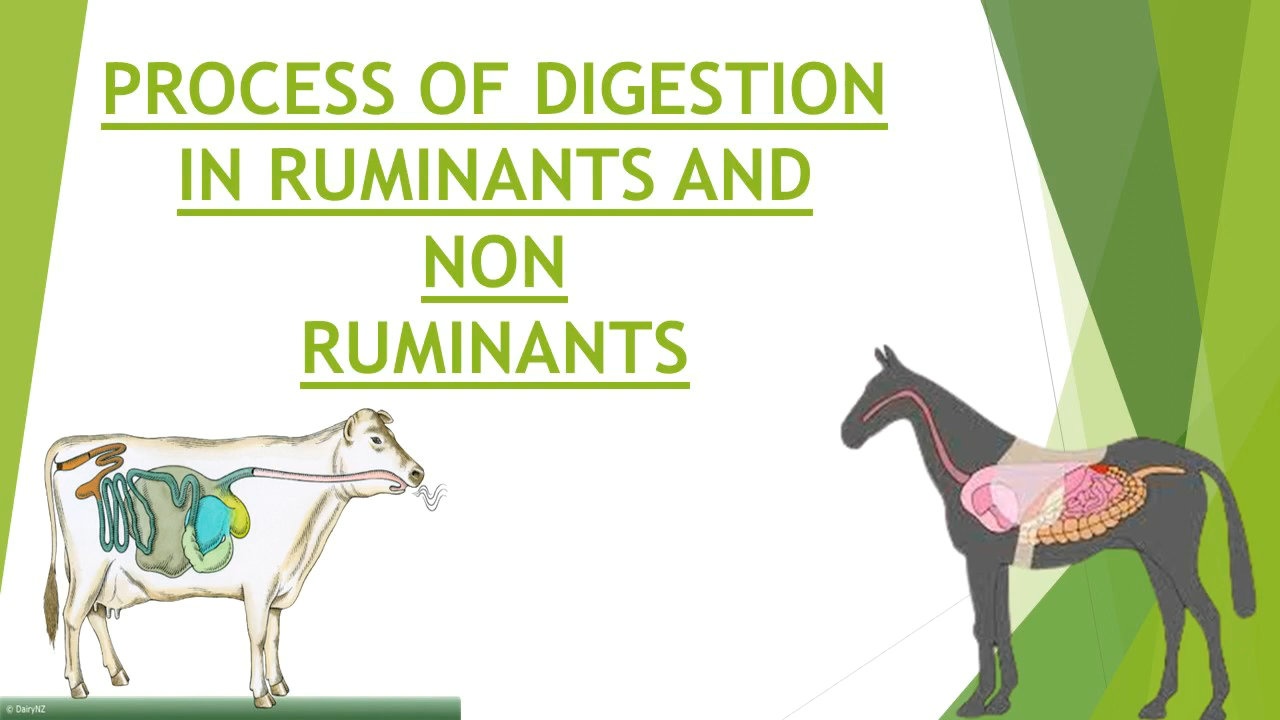 PROCESS OF DIGESTION
IN RUMINANTS AND
NON
RUMINANTS
© DairyNZ